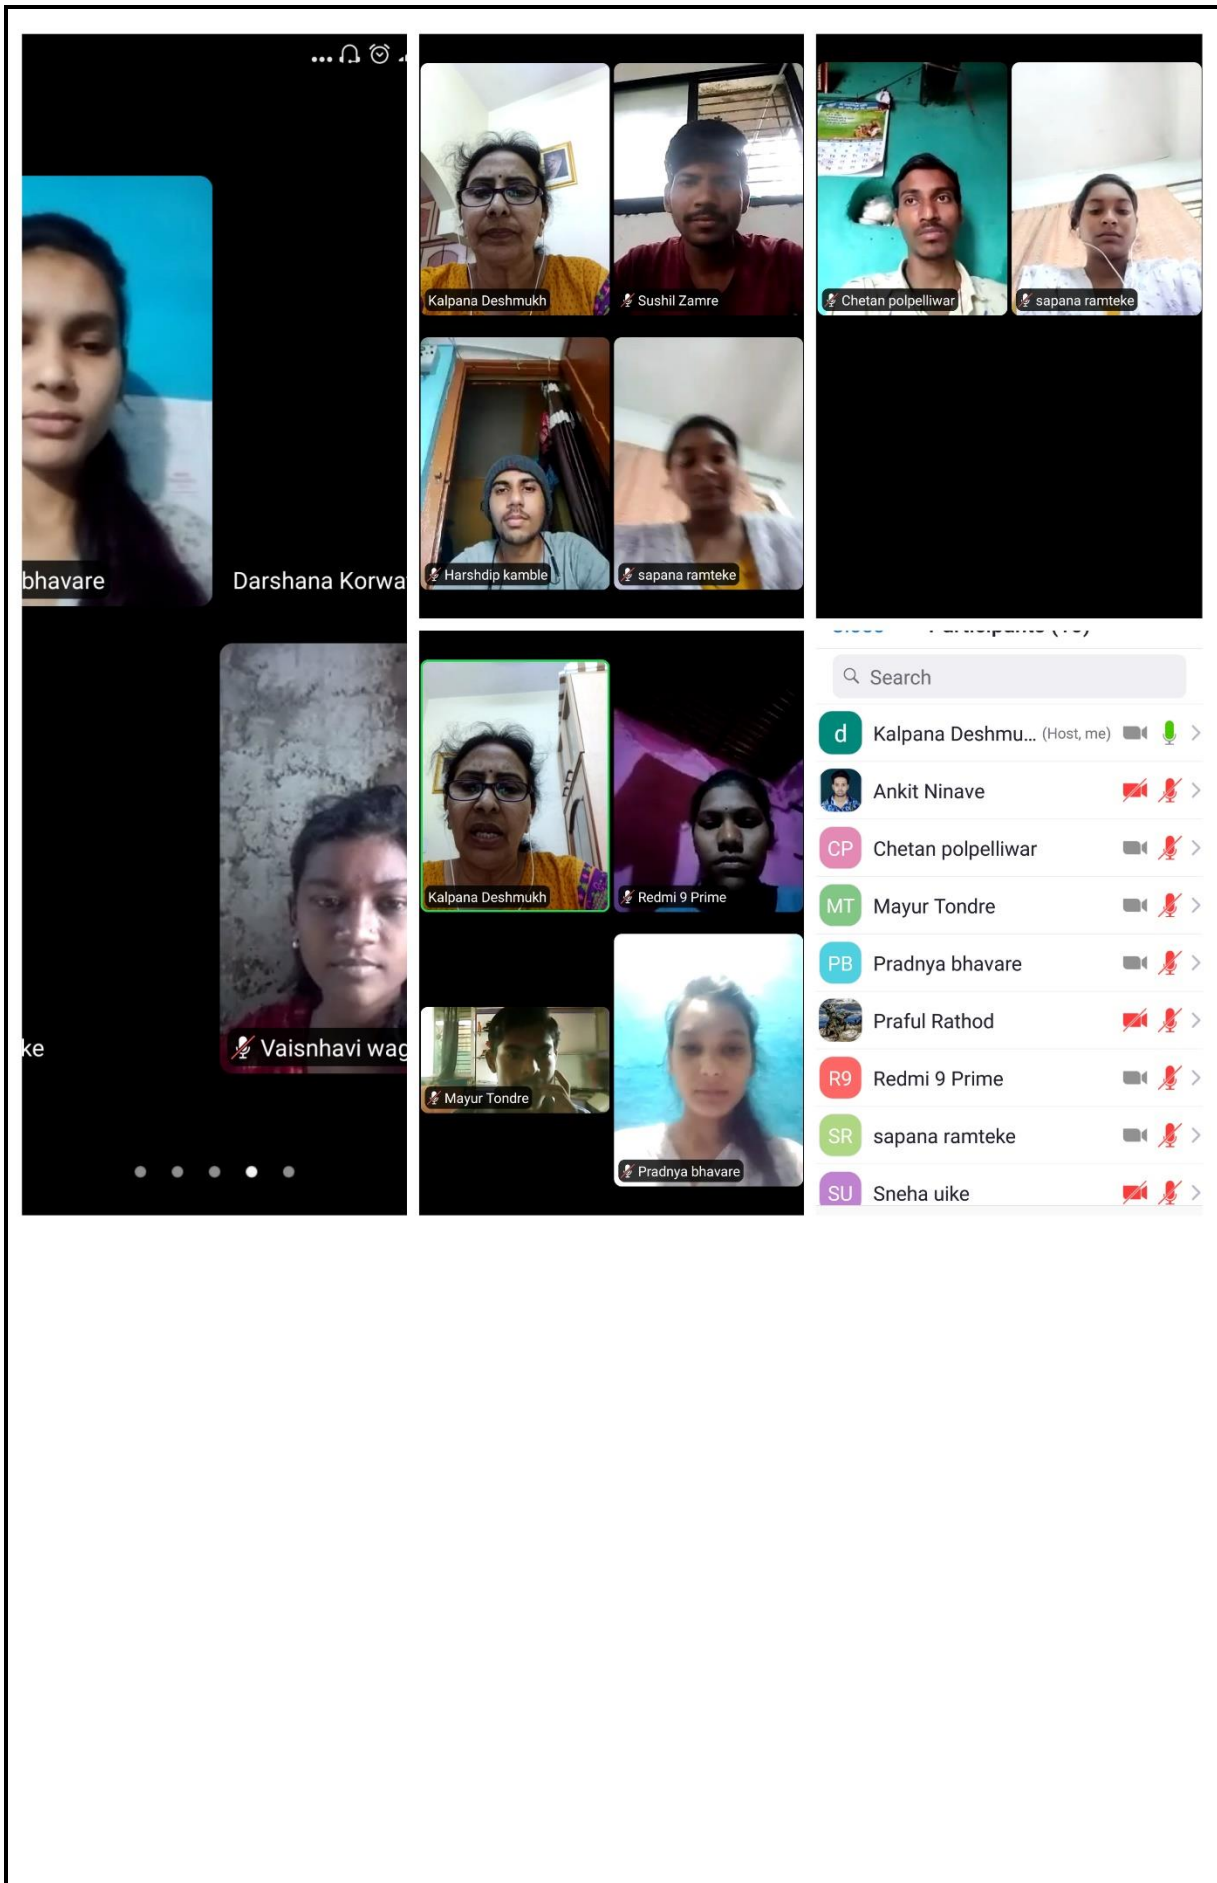 bhavare
Darshana Korwa
ke
Vaisnhavi wag
Kalpana Deshmukh
Sushil Zamre
Harshdip kamble
sapana ramteke
Chetan polpelliwar
sapana ramteke
Kalpana Deshmukh
Redmi 9 Prime
Mayur Tondre
Pradnya bhavare
Search
d Kalpana Deshmu... (Host, me)
Ankit Ninave
CP Chetan polpelliwar
MT Mayur Tondre
PB Pradnya bhavare
Praful Rathod
R9 Redmi 9 Prime
SR sapana ramteke
SU Sneha uike